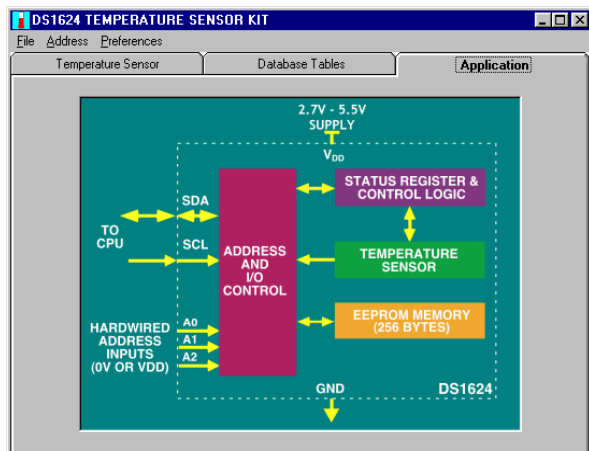 DS1624 TEMPERATURE SENSOR KIT
File Address Preferences
Temperature Sensor
Database Tables
Application
2.7V - 5.5V
SUPPLY
VDD
SDA
TO
CPU
SCL
ADDRESS
AND
I/O
CONTROL
STATUS REGISTER &
CONTROL LOGIC
TEMPERATURE
SENSOR
EEPROM MEMORY
(256 BYTES)
HARDWIRED
ADDRESS
INPUTS
(0V OR VDD)
A0
A1
A2
GND
DS1624